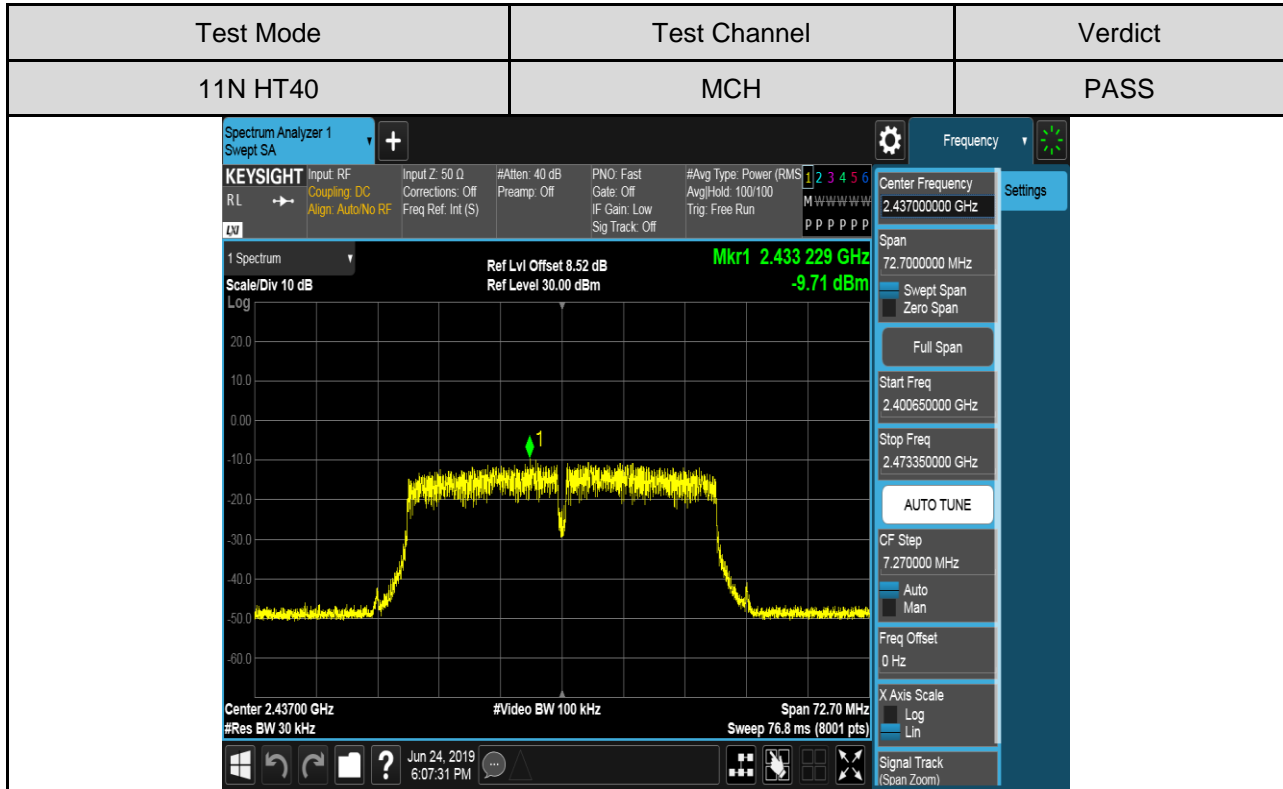 Test Mode Test Channel Verdict
11N HT40 MCH PASS
Spectrum Analyzer 1
Swept SA
+
Frequency
KEYSIGHT
RL
LXI
Input: RF
Coupling: DC
Align: Auto/No RF
Input Z: 50 Ω
Corrections: Off
Freq Ref: Int (S)
#Atten: 40 dB
Preamp: Off
PNO: Fast
Gate: Off
IF Gain: Low
Sig Track: Off
#Avg Type: Power (RMS
Avg|Hold: 100/100
Trig: Free Run
1 2 3 4 5 6
M W W W W W
P P P P P P
1 Spectrum
Scale/Div 10 dB
Log
Ref Lvl Offset 8.52 dB
Ref Level 30.00 dBm
Mkr1 2.433 229 GHz
-9.71 dBm
20.0
10.0
0.00
-10.0
-20.0
-30.0
-40.0
-50.0
-60.0
1
Center 2.43700 GHz
#Res BW 30 kHz
#Video BW 100 kHz
Span 72.70 MHz
Sweep 76.8 ms (8001 pts)
Center Frequency
2.437000000 GHz
Settings
Span
72.7000000 MHz
Swept Span
Zero Span
Full Span
Start Freq
2.400650000 GHz
Stop Freq
2.473350000 GHz
AUTO TUNE
CF Step
7.270000 MHz
Auto
Man
Freq Offset
0 Hz
X Axis Scale
Log
Lin
Signal Track
(Span Zoom)
?
Jun 24, 2019
6:07:31 PM